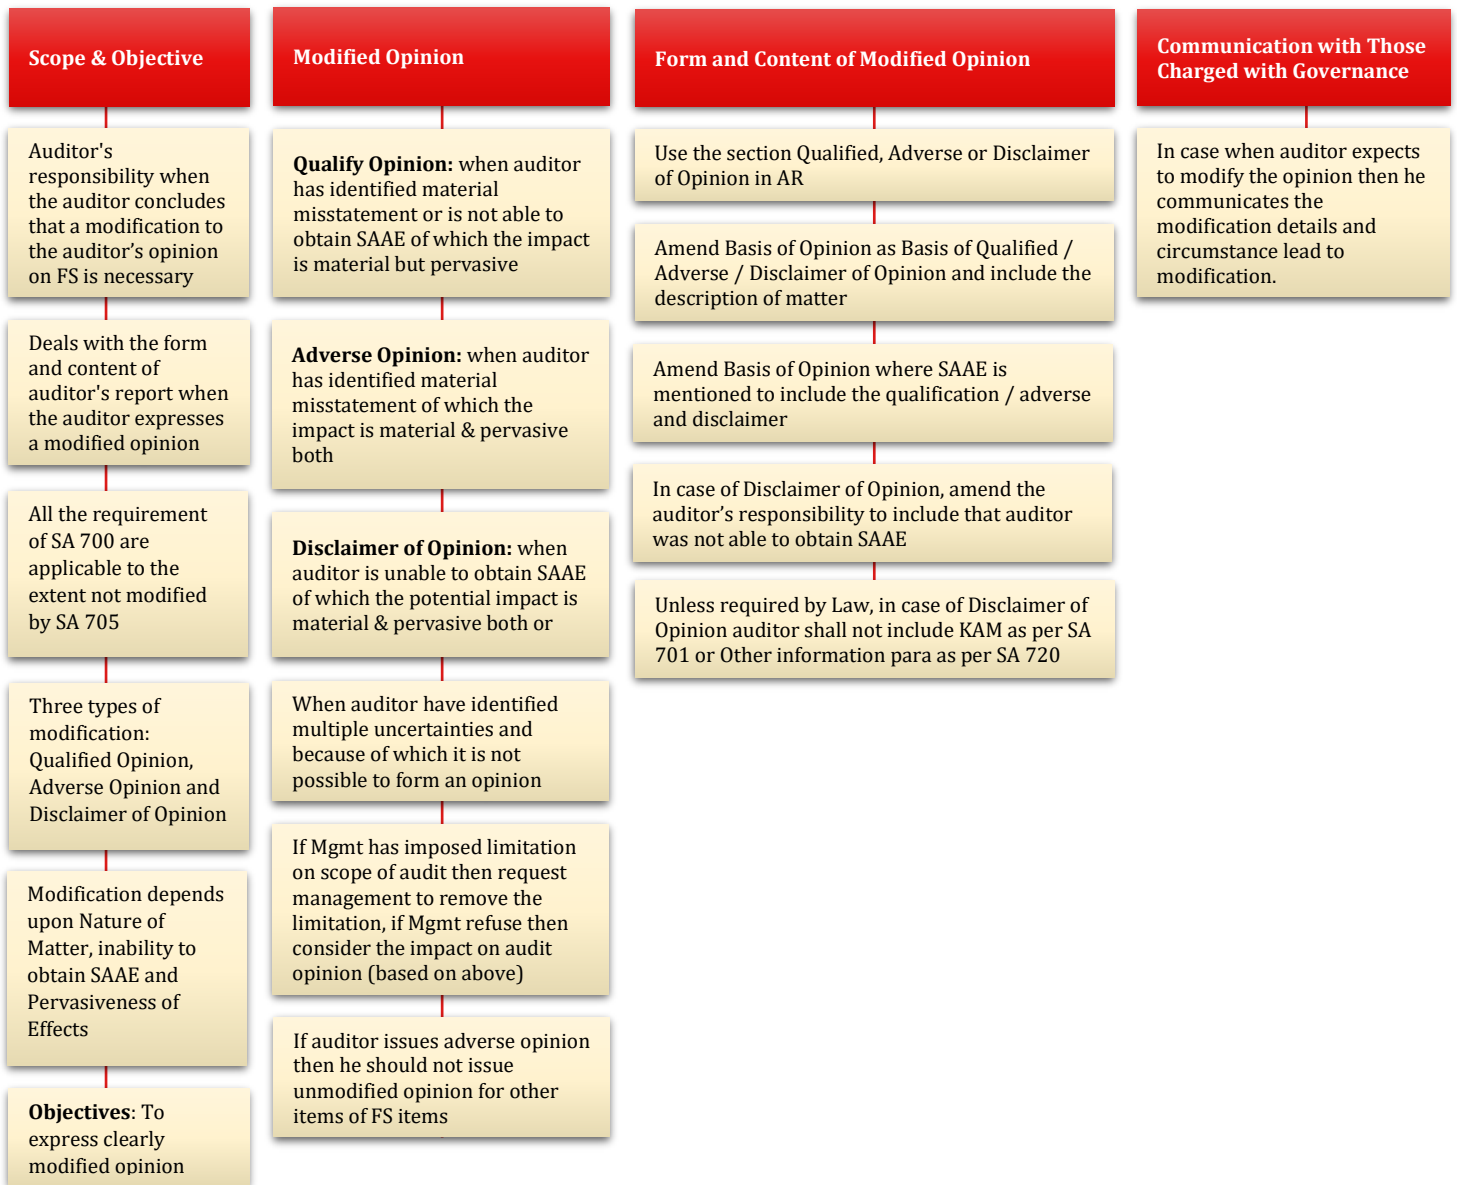 Scope & Objective
Auditor's
responsibility when
the auditor concludes
that a modification to
the auditor’s opinion
on FS is necessary
Deals with the form
and content of
auditor's report when
the auditor expresses
a modified opinion
All the requirement
of SA 700 are
applicable to the
extent not modified
by SA 705
Three types of
modification:
Qualified Opinion,
Adverse Opinion and
Disclaimer of Opinion
Modification depends
upon Nature of
Matter, inability to
obtain SAAE and
Pervasiveness of
Effects
Objectives: To
express clearly
modified opinion
Modified Opinion
Qualify Opinion: when auditor
has identified material
misstatement or is not able to
obtain SAAE of which the impact
is material but pervasive
Adverse Opinion: when auditor
has identified material
misstatement of which the
impact is material & pervasive
both
Disclaimer of Opinion: when
auditor is unable to obtain SAAE
of which the potential impact is
material & pervasive both or
When auditor have identified
multiple uncertainties and
because of which it is not
possible to form an opinion
If Mgmt has imposed limitation
on scope of audit then request
management to remove the
limitation, if Mgmt refuse then
consider the impact on audit
opinion (based on above)
If auditor issues adverse opinion
then he should not issue
unmodified opinion for other
items of FS items
Form and Content of Modified Opinion
Use the section Qualified, Adverse or Disclaimer
of Opinion in AR
Amend Basis of Opinion as Basis of Qualified /
Adverse / Disclaimer of Opinion and include the
description of matter
Amend Basis of Opinion where SAAE is
mentioned to include the qualification / adverse
and disclaimer
In case of Disclaimer of Opinion, amend the
auditor’s responsibility to include that auditor
was not able to obtain SAAE
Unless required by Law, in case of Disclaimer of
Opinion auditor shall not include KAM as per SA
701 or Other information para as per SA 720
Communication with Those
Charged with Governance
In case when auditor expects
to modify the opinion then he
communicates the
modification details and
circumstance lead to
modification.